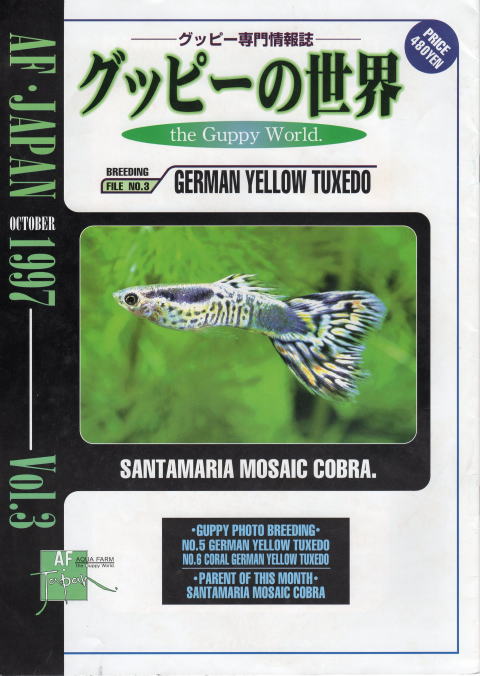 グッピー専門情報誌
PRICE
480YEN
グッピーの世界
the Guppy World.
BREEDING
FILE NO.3
GERMAN YELLOW TUXEDO
AF・JAPAN OCTOBER 1997 Vol.3
SANTAMARIA MOSAIC COBRA.
・GUPPY PHOTO BREEDING・
NO.5 GERMAN YELLOW TUXEDO
NO.6 CORAL GERMAN YELLOW TUXEDO
・PARENT OF THIS MONTH・
SANTAMARIA MOSAIC COBRA
AF
AQUA FARM
the Guppy World.
Japan